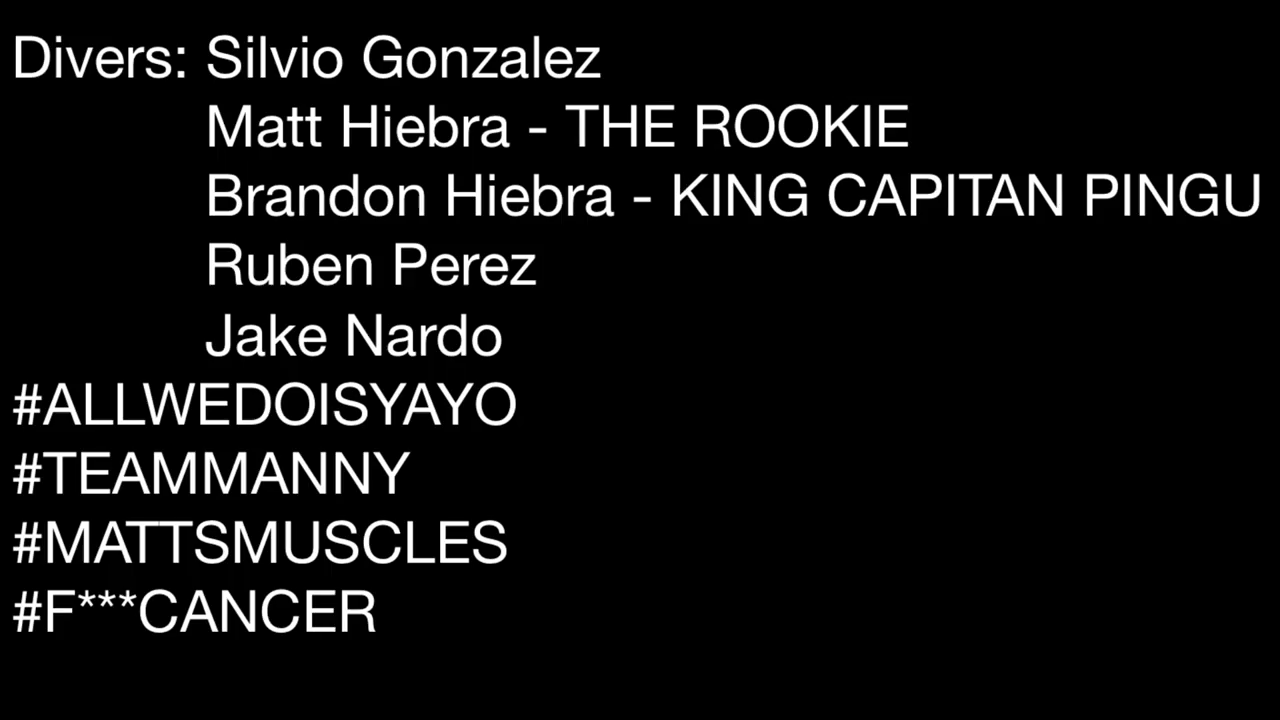 Divers: Silvio Gonzalez
Matt Hiebra - THE ROOKIE
Brandon Hiebra - KING CAPITAN PINGU
Ruben Perez
Jake Nardo
#ALLWEDOISYAYO
#TEAMMANNY
#MATTSMUSCLES
#F***CANCER